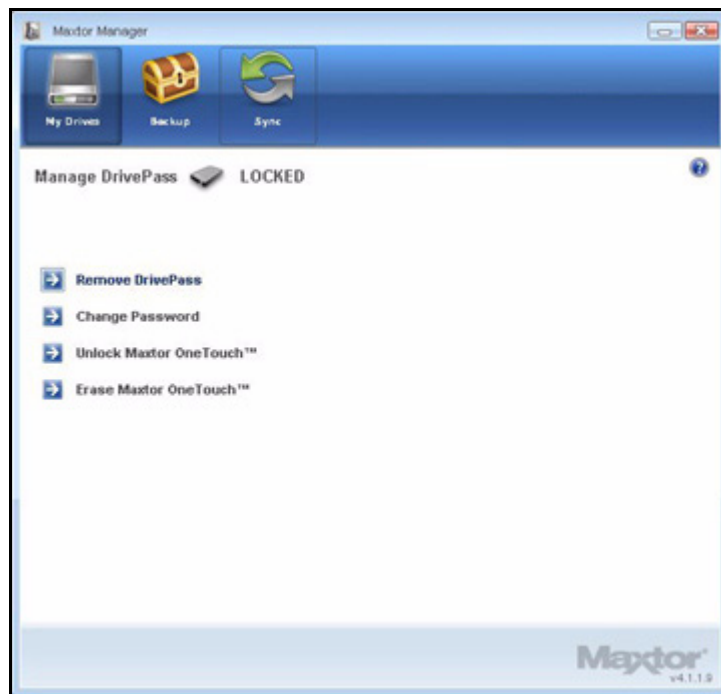 Maxtor Manager
My Drives Backup Sync
Manage DrivePass LOCKED
Remove DrivePass
Change Password
Unlock Maxtor OneTouch™
Erase Maxtor OneTouch™
Maxtor
v4.1.1.9